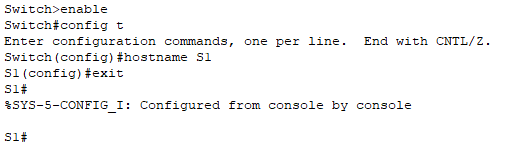 Switch>enable
Switch#config t
Enter configuration commands, one per line.  End with CNTL/Z.
Switch(config)#hostname S1
S1(config)#exit
S1#
%SYS-5-CONFIG_I: Configured from console by console
S1#